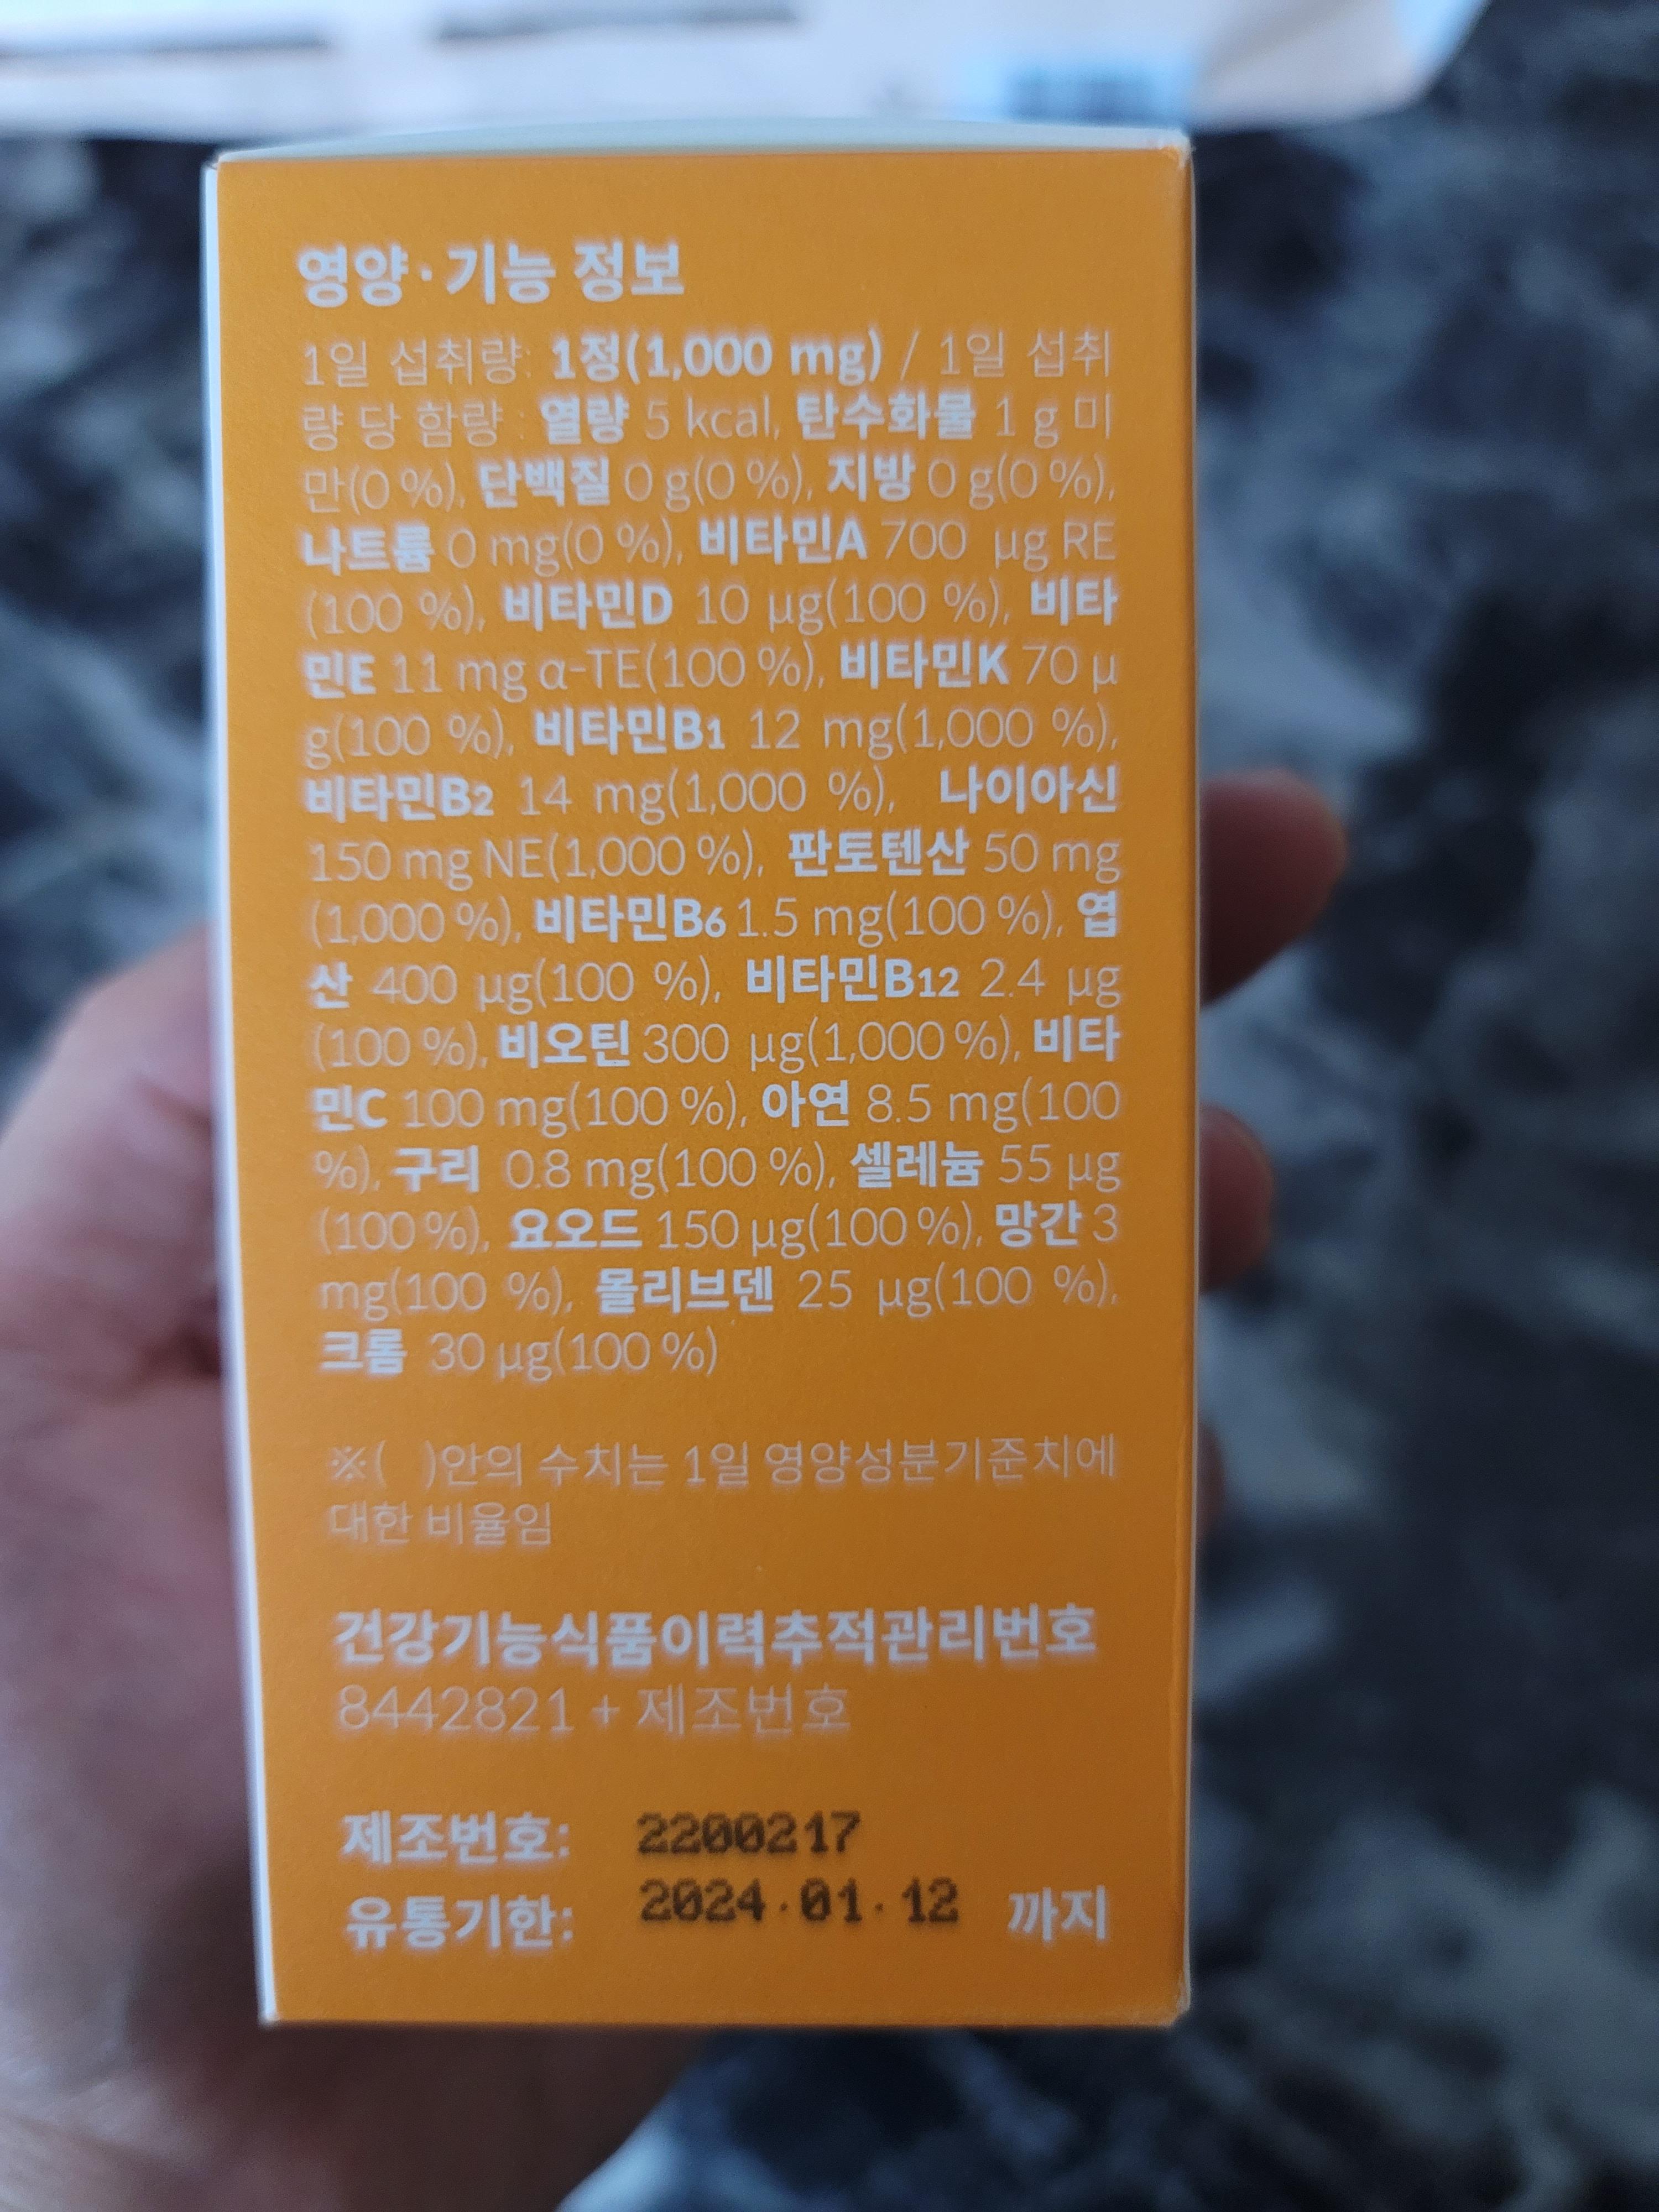 영양·기능 정보
1일 섭취량: 1정(1,000 mg) / 1일 섭취
량 당 함량 : 열량 5 kcal, 탄수화물 1 g 미
만(0 %), 단백질 0 g(0 %), 지방 0 g(0 %),
나트륨 0 mg(0 %), 비타민A 700 μg RE
(100 %), 비타민D 10 μg(100 %), 비타
민E 11 mg α-TE(100 %), 비타민K 70 μ
g(100 %), 비타민B1 12 mg(1,000 %),
비타민B2 14 mg(1,000 %), 나이아신
150 mg NE(1,000 %), 판토텐산 50 mg
(1,000 %), 비타민B6 1.5 mg(100 %), 엽
산 400 μg(100 %), 비타민B12 2.4 μg
(100 %), 비오틴 300 μg(1,000 %), 비타
민C 100 mg(100 %), 아연 8.5 mg(100
%), 구리 0.8 mg(100 %), 셀레늄 55 μg
(100 %), 요오드 150 μg(100 %), 망간 3
mg(100 %), 몰리브덴 25 μg(100 %),
크롬 30 μg(100 %)
※( )안의 수치는 1일 영양성분기준치에
대한 비율임
건강기능식품이력추적관리번호
8442821 + 제조번호
제조번호: 2200217
유통기한: 2024.01.12 까지